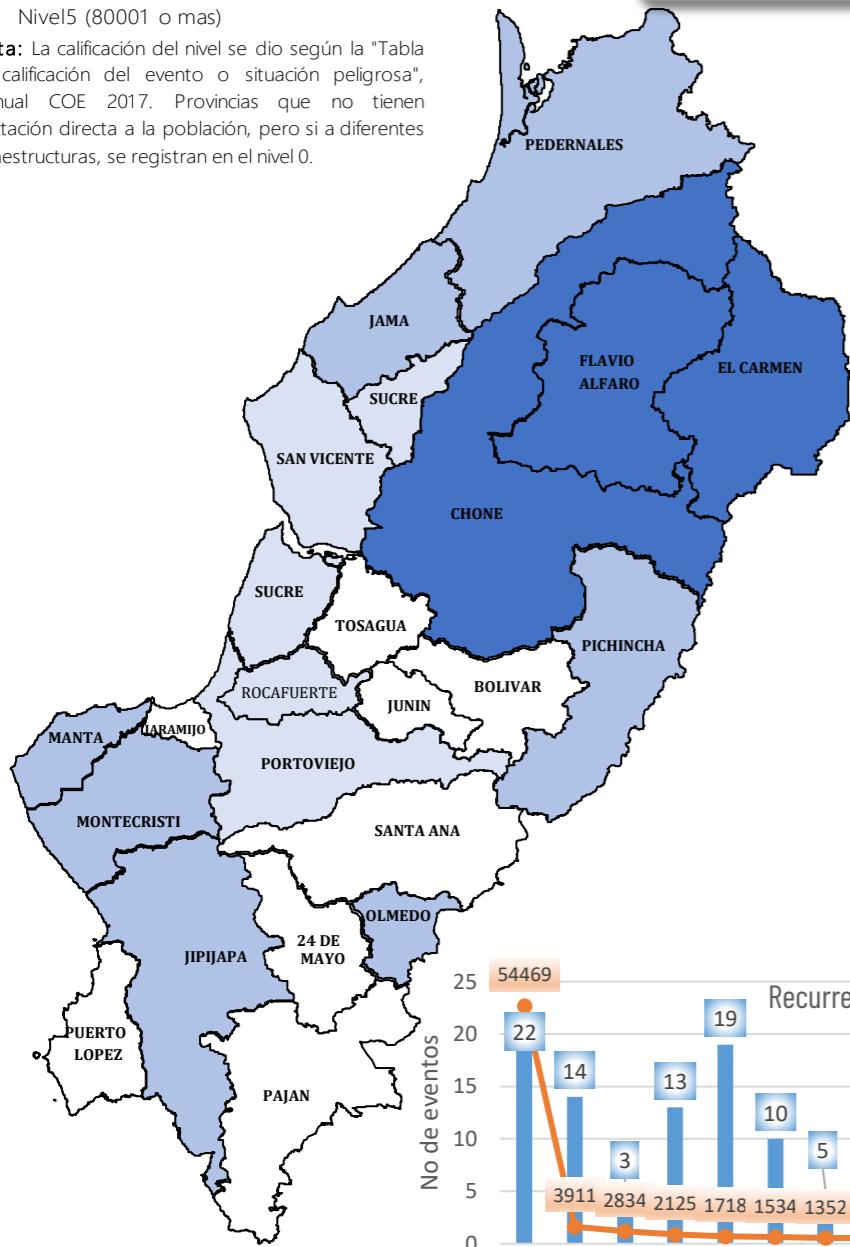 Nivel5 (80001 o mas)
ta: La calificación del nivel se dio según la "Tabla
calificación del evento o situación peligrosa",
nual COE 2017. Provincias que no tienen
ctación directa a la población, pero si a diferentes
aestructuras, se registran en el nivel 0.
PEDERNALES
JAMA
FLAVIO
ALFARO
EL CARMEN
SUCRE
SAN VICENTE
CHONE
SUCRE
TOSAGUA
PICHINCHA
ROCAFUERTE
BOLIVAR
JUNIN
JARAMIJO
MANTA
PORTOVIEJO
MONTECRISTI
SANTA ANA
OLMEDO
24 DE
MAYO
JIPIJAPA
PUERTO
LOPEZ
PAJAN
Recurre
No de eventos
25
20
15
10
5
0
54469
22
14
3
13
19
10
5
3911 2834 2125 1718 1534 1352